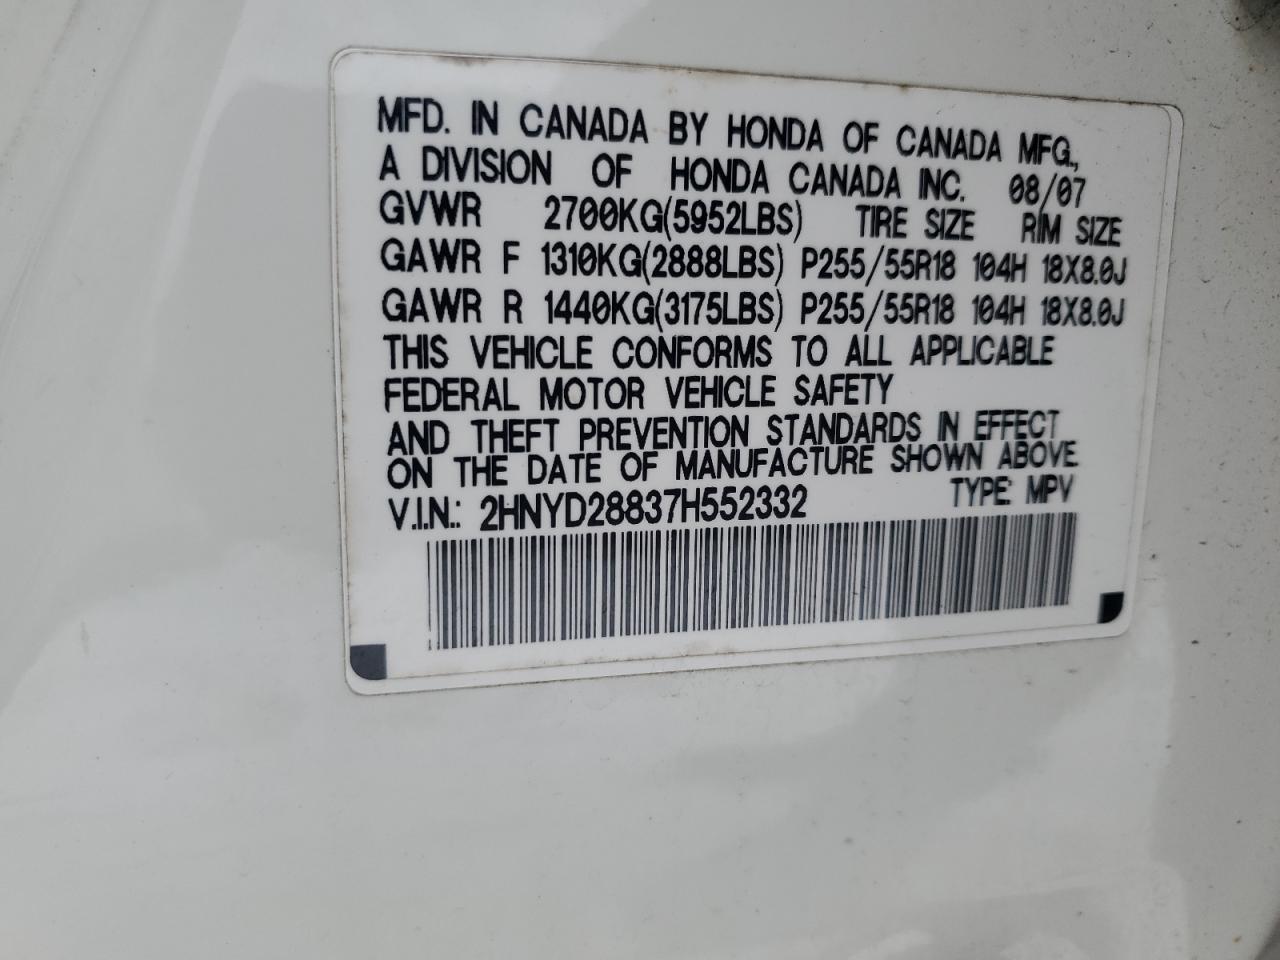 MFD. IN CANADA BY HONDA OF CANADA MFG.,
A DIVISION OF HONDA CANADA INC. 08/07
GVWR 2700KG(5952LBS) TIRE SIZE RIM SIZE
GAWR F 1310KG(2888LBS) P255/55R18 104H 18X8.0J
GAWR R 1440KG(3175LBS) P255/55R18 104H 18X8.0J
THIS VEHICLE CONFORMS TO ALL APPLICABLE
FEDERAL MOTOR VEHICLE SAFETY
AND THEFT PREVENTION STANDARDS IN EFFECT
ON THE DATE OF MANUFACTURE SHOWN ABOVE
V.I.N.: 2HNYD28837H552332 TYPE: MPV